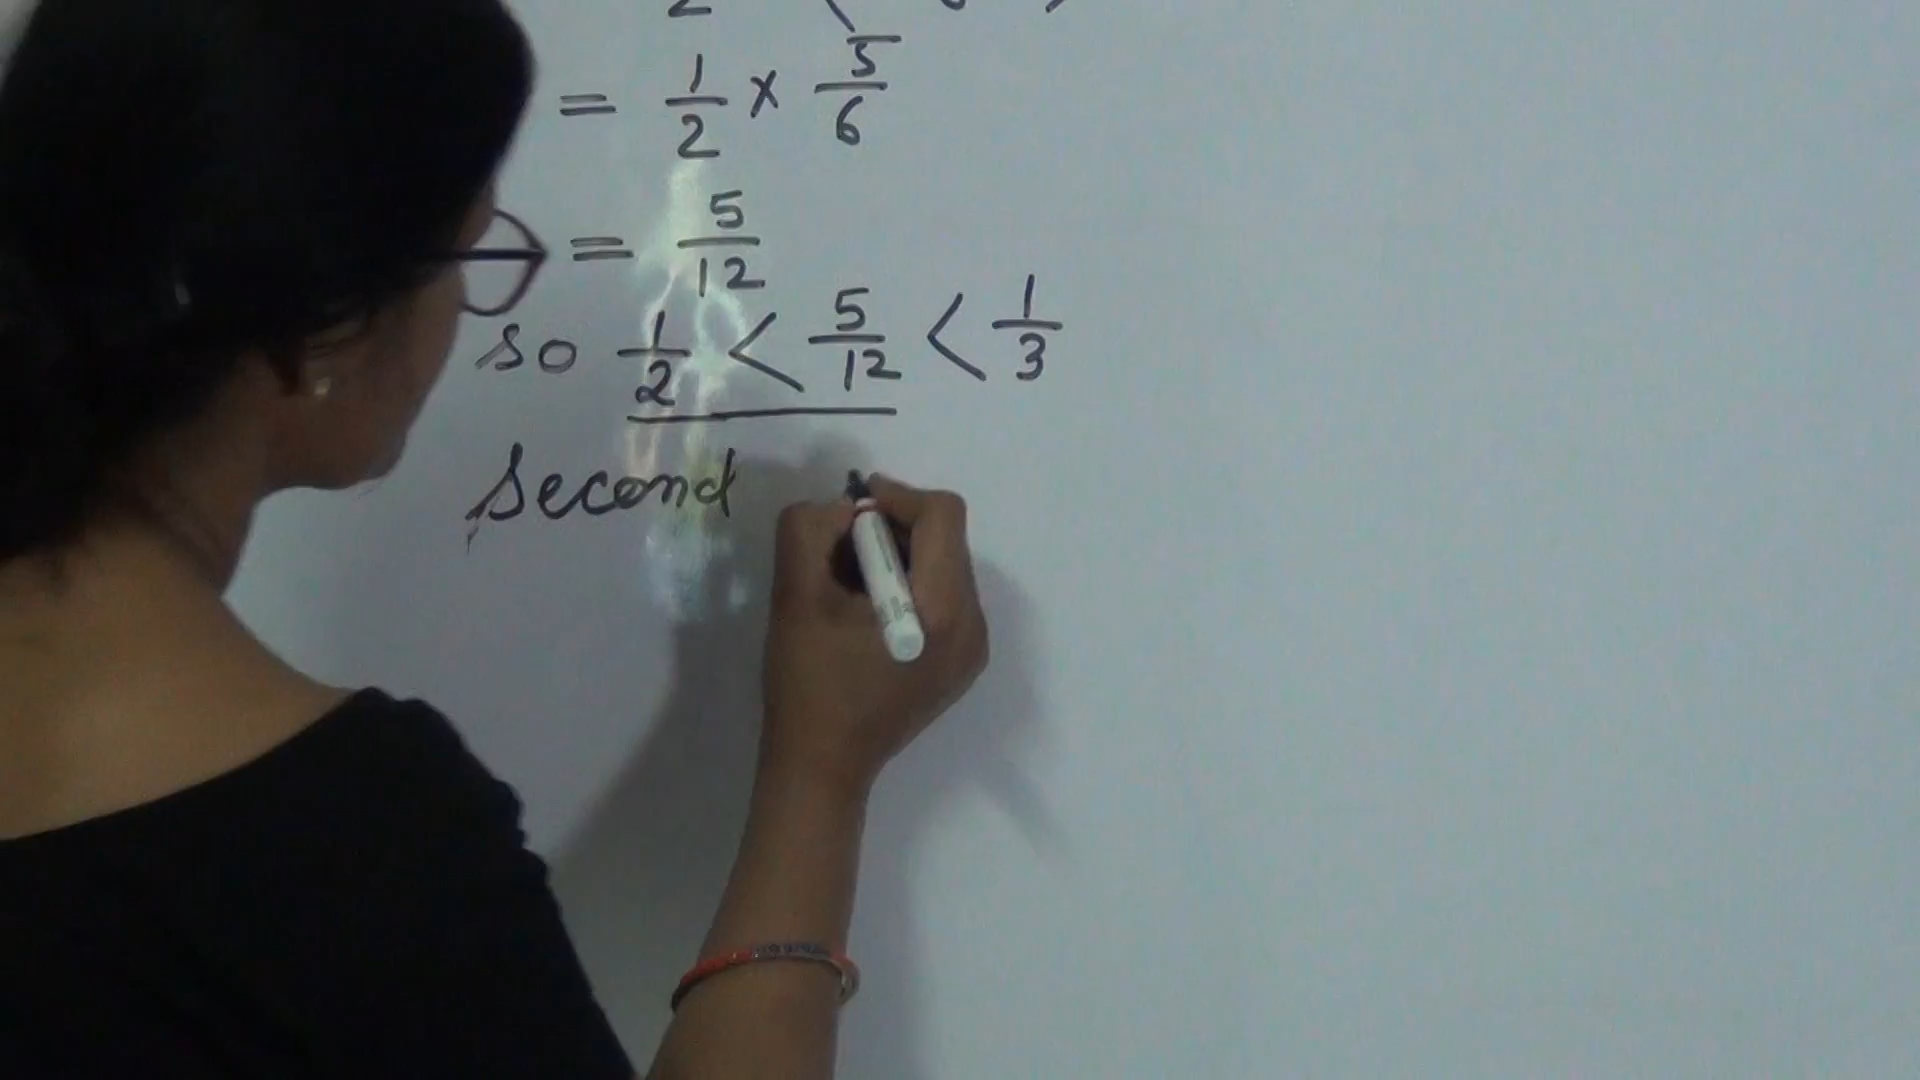 = 1/2 × 5/6
= 5/12
so 1/2 < 5/12 < 1/3
Second